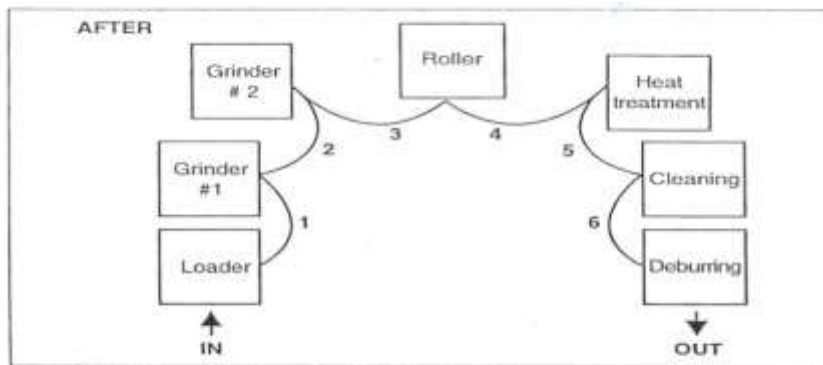 AFTER
Grinder
# 2
Roller
Heat
treatment
3
4
2
5
Grinder
#1
Cleaning
1
6
Loader
Deburring
IN
OUT